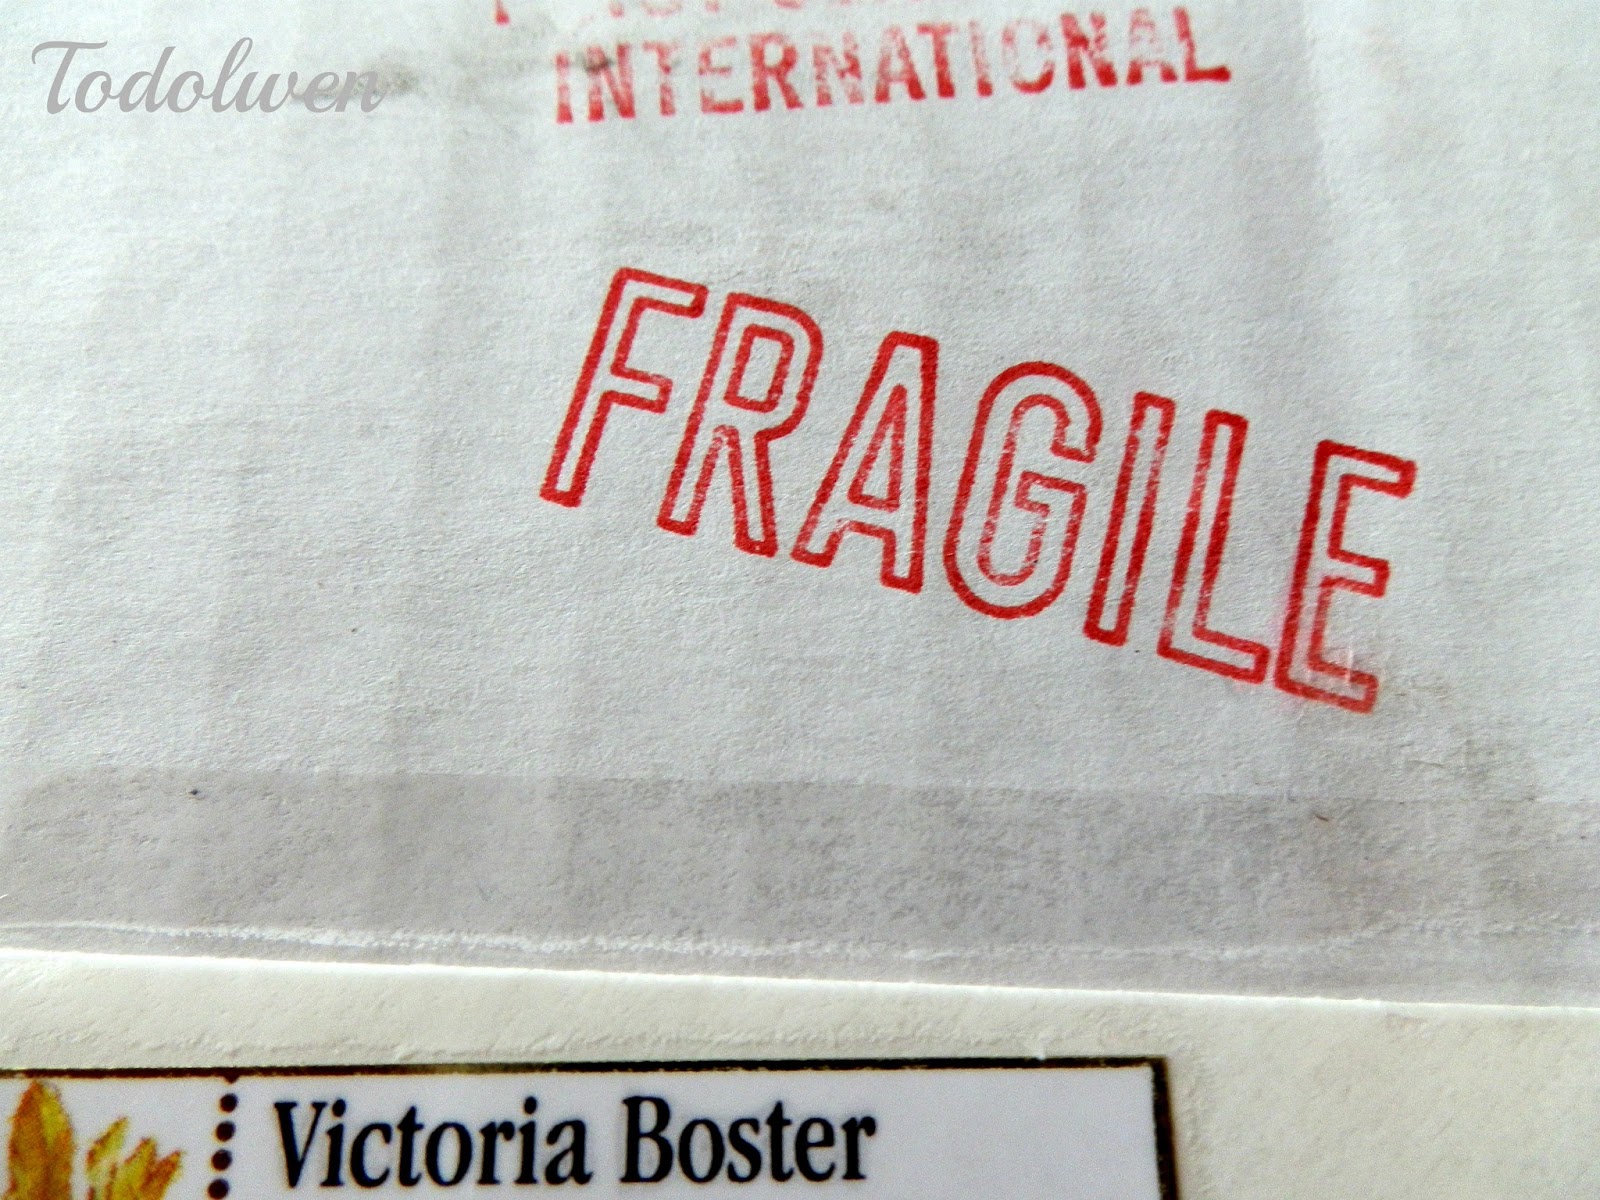 Todolwen
INTERNATIONAL
FRAGILE
Victoria Boster